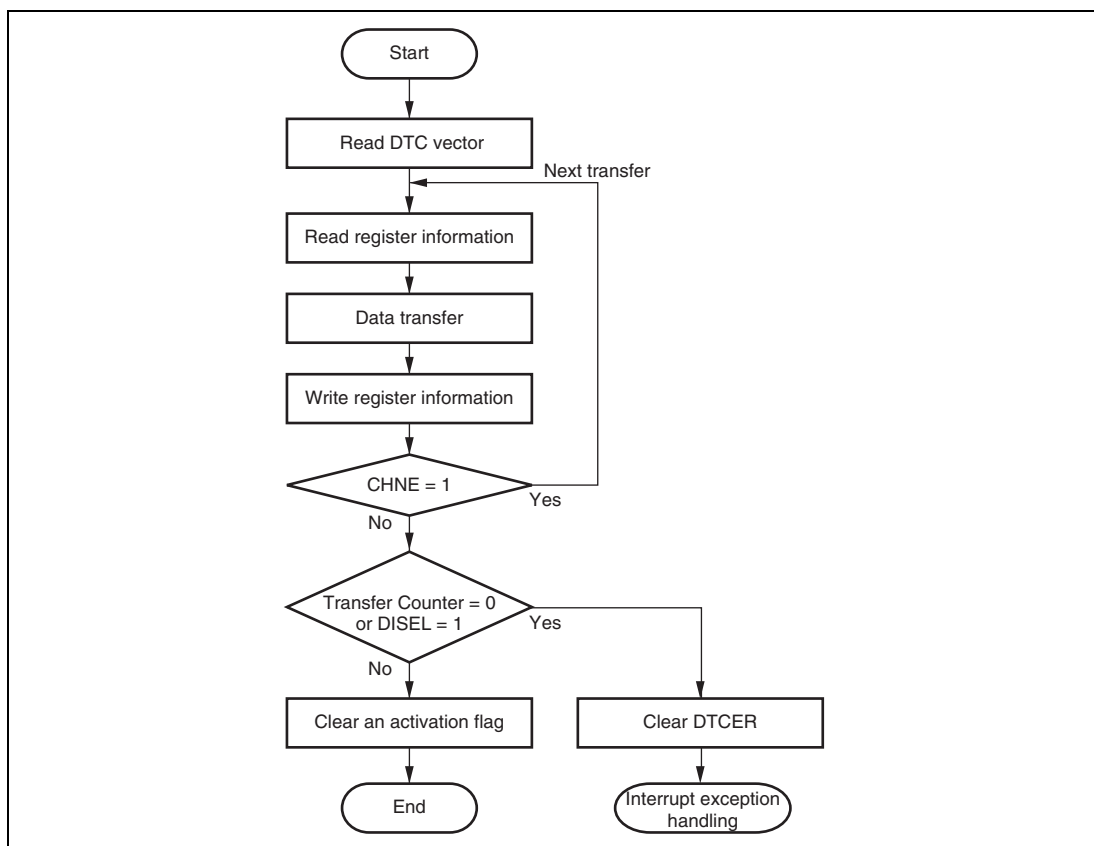 Start
Read DTC vector
Next transfer
Read register information
Data transfer
Write register information
CHNE = 1
Yes
No
Transfer Counter = 0
or DISEL = 1
Yes
No
Clear an activation flag
Clear DTCER
End
Interrupt exception
handling